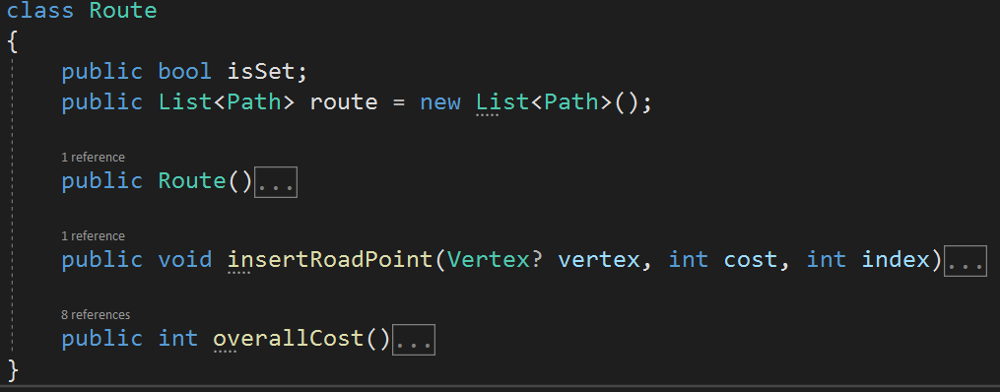 class Route
{
public bool isSet;
public List<Path> route = new List<Path>();
1 reference
public Route()...
1 reference
public void insertRoadPoint(Vertex? vertex, int cost, int index)...
8 references
public int overallCost()...
}